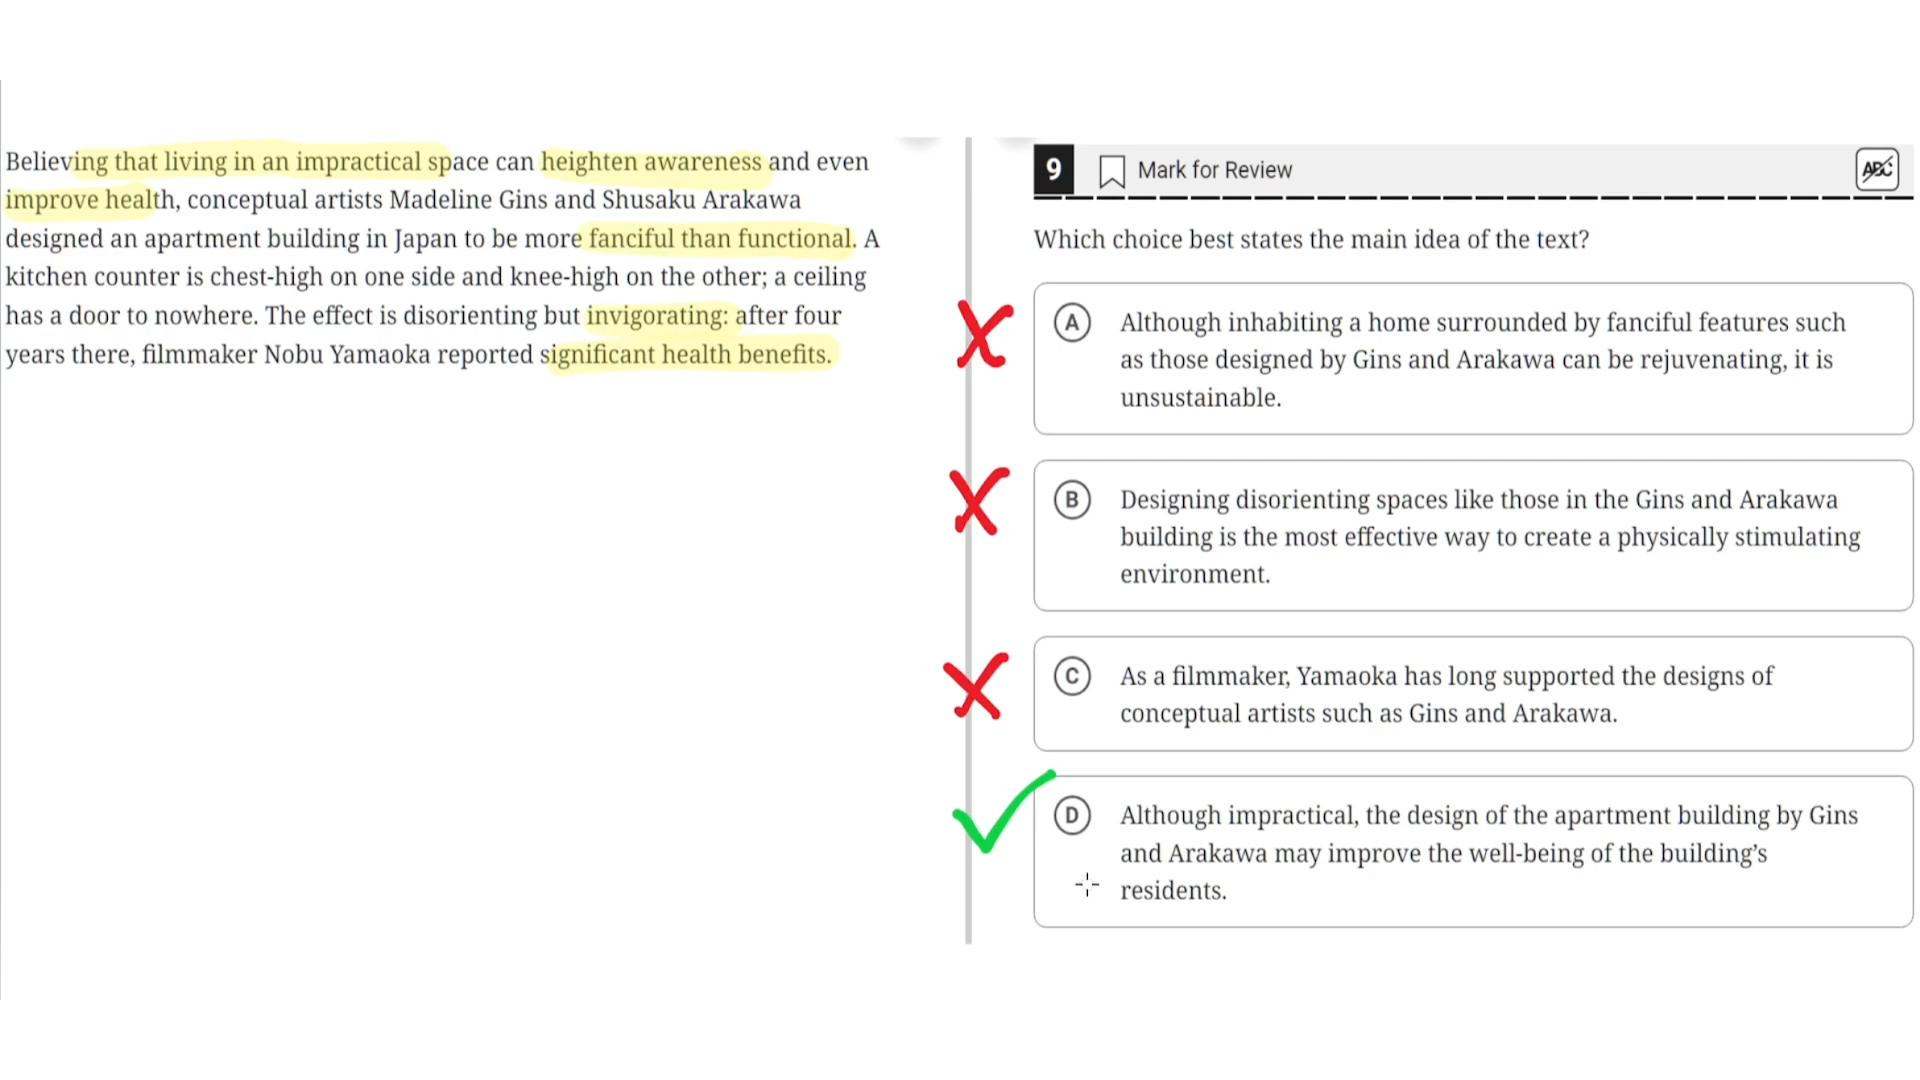 Believing that living in an impractical space can heighten awareness and even
improve health, conceptual artists Madeline Gins and Shusaku Arakawa
designed an apartment building in Japan to be more fanciful than functional. A
kitchen counter is chest-high on one side and knee-high on the other; a ceiling
has a door to nowhere. The effect is disorienting but invigorating: after four
years there, filmmaker Nobu Yamaoka reported significant health benefits.
9 Mark for Review ABC
Which choice best states the main idea of the text?
A Although inhabiting a home surrounded by fanciful features such
as those designed by Gins and Arakawa can be rejuvenating, it is
unsustainable.
B Designing disorienting spaces like those in the Gins and Arakawa
building is the most effective way to create a physically stimulating
environment.
C As a filmmaker, Yamaoka has long supported the designs of
conceptual artists such as Gins and Arakawa.
D Although impractical, the design of the apartment building by Gins
and Arakawa may improve the well-being of the building’s
residents.